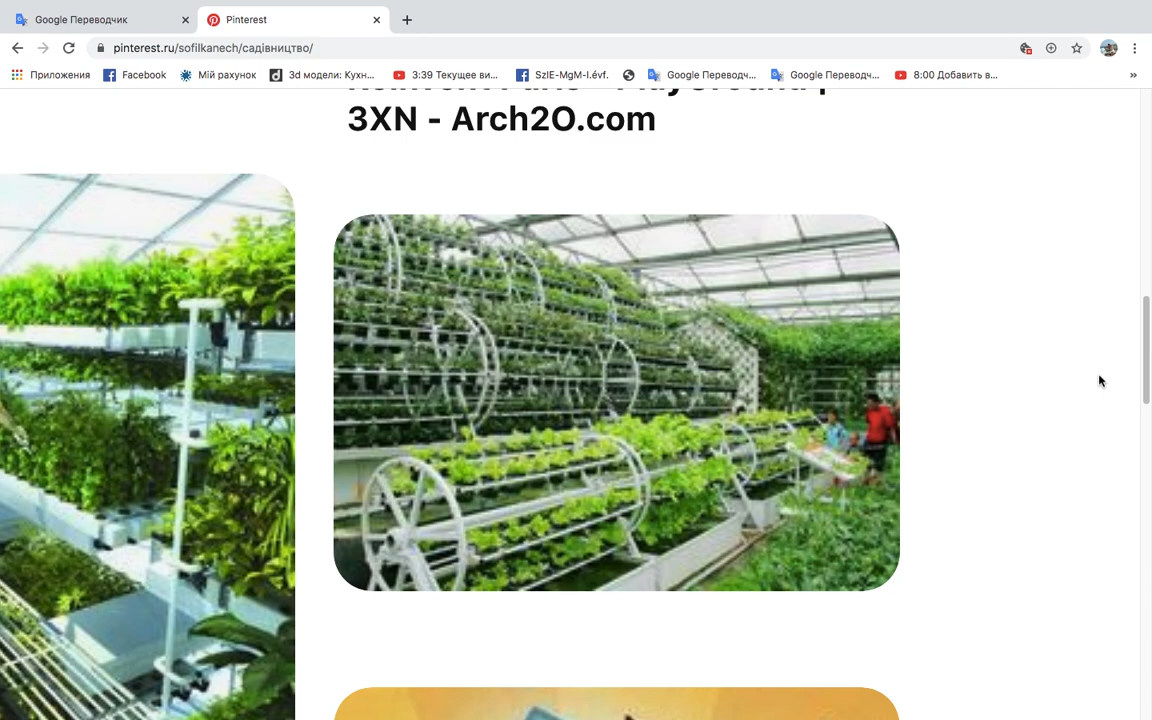 Google Переводчик
Pinterest
pinterest.ru/sofilkanech/садівництво/
Приложения
Facebook
Мій рахунок
3d модели: Кухн...
3:39 Текущее ви...
SzIE-MgM-I.évf.
Google Переводч...
Google Переводч...
8:00 Добавить в...
3XN - Arch2O.com